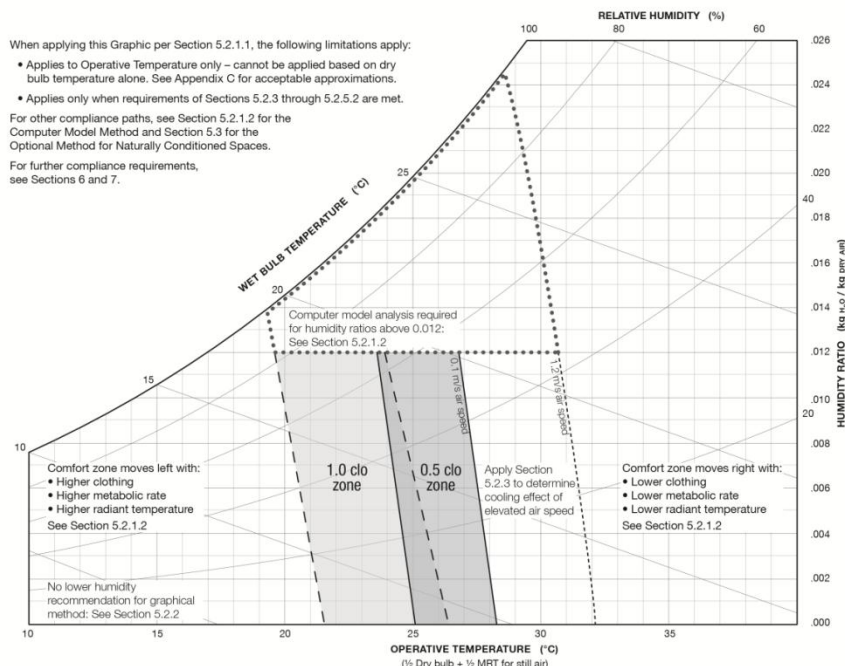 RELATIVE HUMIDITY (%)
100
80
60
When applying this Graphic per Section 5.2.1.1, the following limitations apply:
• Applies to Operative Temperature only – cannot be applied based on dry
bulb temperature alone. See Appendix C for acceptable approximations.
• Applies only when requirements of Sections 5.2.3 through 5.2.5.2 are met.
For other compliance paths, see Section 5.2.1.2 for the
Computer Model Method and Section 5.3 for the
Optional Method for Naturally Conditioned Spaces.
For further compliance requirements,
see Sections 6 and 7.
.026
.024
.022
.020
.018
.016
.014
.012
.010
.008
.006
.004
.002
.000
HUMIDITY RATIO (kg H₂O / kg DRY AIR)
40
20
WET BULB TEMPERATURE (°C)
25
20
15
10
Computer model analysis required
for humidity ratios above 0.012:
See Section 5.2.1.2
0.1 m/s air speed
1.2 m/s air speed
Comfort zone moves left with:
• Higher clothing
• Higher metabolic rate
• Higher radiant temperature
See Section 5.2.1.2
1.0 clo
zone
0.5 clo
zone
Apply Section
5.2.3 to determine
cooling effect of
elevated air speed
Comfort zone moves right with:
• Lower clothing
• Lower metabolic rate
• Lower radiant temperature
See Section 5.2.1.2
No lower humidity
recommendation for graphical
method: See Section 5.2.2
10
15
20
25
30
35
OPERATIVE TEMPERATURE (°C)
(½ Dry bulb + ½ MRT for still air)